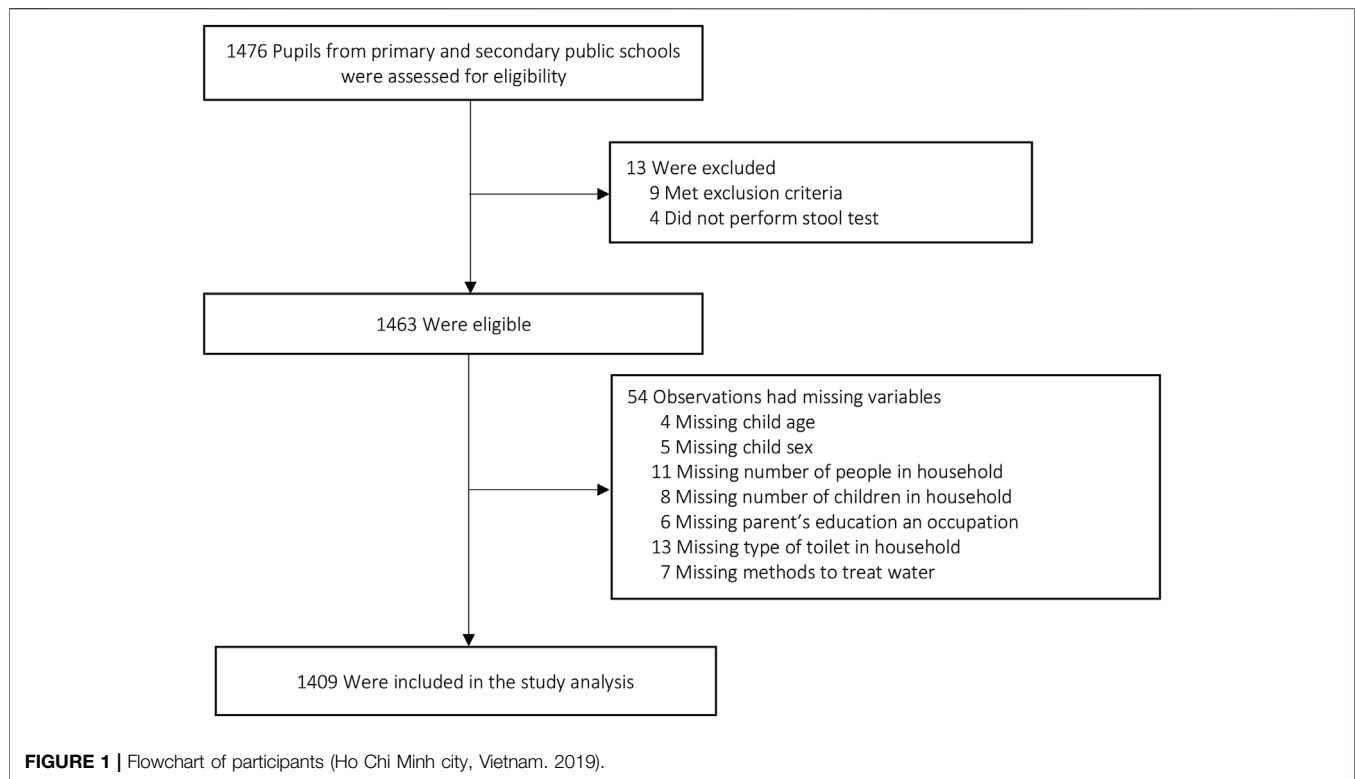 1476 Pupils from primary and secondary public schools
were assessed for eligibility
13 Were excluded
9 Met exclusion criteria
4 Did not perform stool test
1463 Were eligible
54 Observations had missing variables
4 Missing child age
5 Missing child sex
11 Missing number of people in household
8 Missing number of children in household
6 Missing parent’s education an occupation
13 Missing type of toilet in household
7 Missing methods to treat water
1409 Were included in the study analysis
FIGURE 1 | Flowchart of participants (Ho Chi Minh city, Vietnam. 2019).